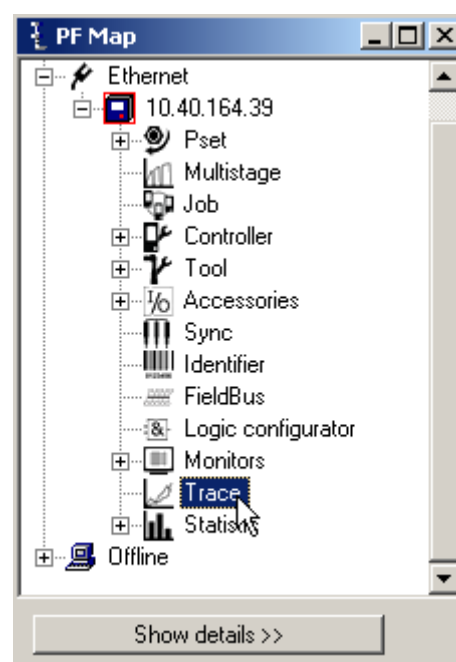 PF Map
Ethernet
10.40.164.39
Pset
Multistage
Job
Controller
Tool
I/o Accessories
Sync
Identifier
FieldBus
& Logic configurator
Monitors
Trace
Statistic
Offline
Show details >>